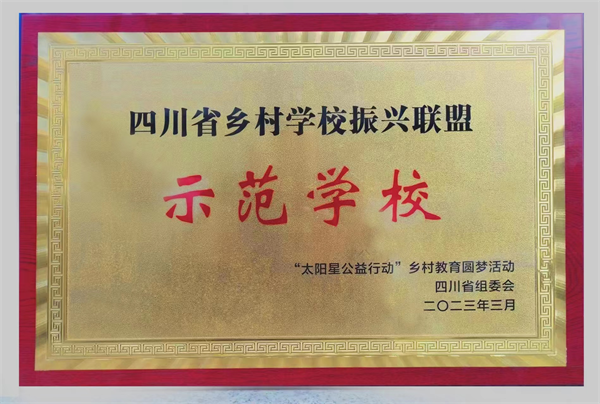 四川省乡村学校振兴联盟
示范学校
“太阳星公益行动”乡村教育圆梦活动
四川省组委会
二〇二三年三月